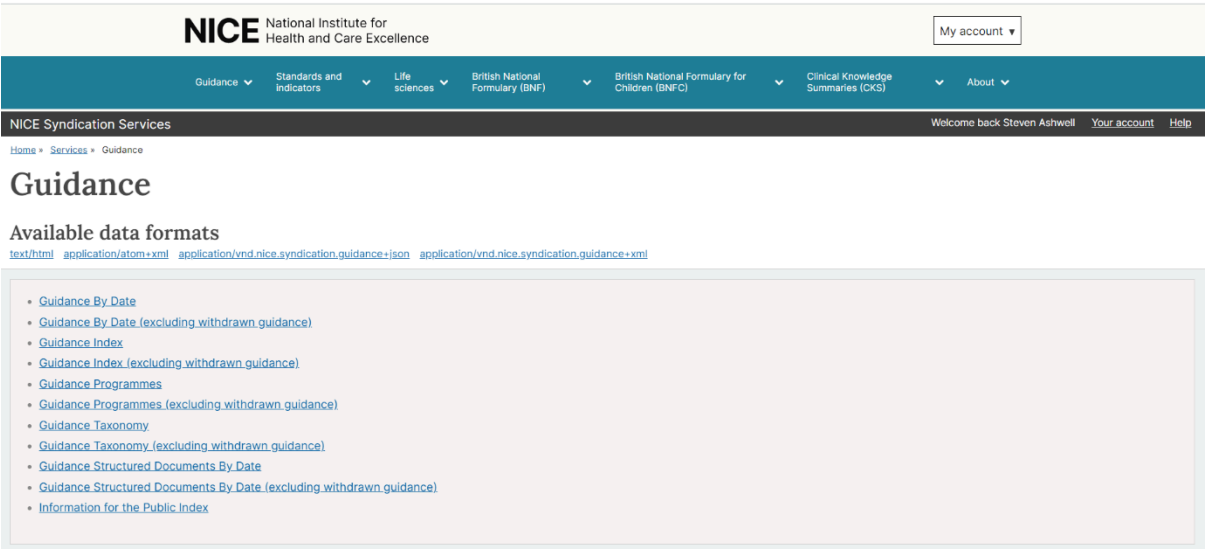 NICE National Institute for
Health and Care Excellence
My account ▾
Guidance
Standards and
indicators
Life
sciences
British National
Formulary (BNF)
British National Formulary for
Children (BNFC)
Clinical Knowledge
Summaries (CKS)
About
NICE Syndication Services
Welcome back Steven Ashwell Your account Help
Home » Services » Guidance
Guidance
Available data formats
text/html application/atom+xml application/vnd.nice.syndication.guidance+json application/vnd.nice.syndication.guidance+xml
• Guidance By Date
• Guidance By Date (excluding withdrawn guidance)
• Guidance Index
• Guidance Index (excluding withdrawn guidance)
• Guidance Programmes
• Guidance Programmes (excluding withdrawn guidance)
• Guidance Taxonomy
• Guidance Taxonomy (excluding withdrawn guidance)
• Guidance Structured Documents By Date
• Guidance Structured Documents By Date (excluding withdrawn guidance)
• Information for the Public Index